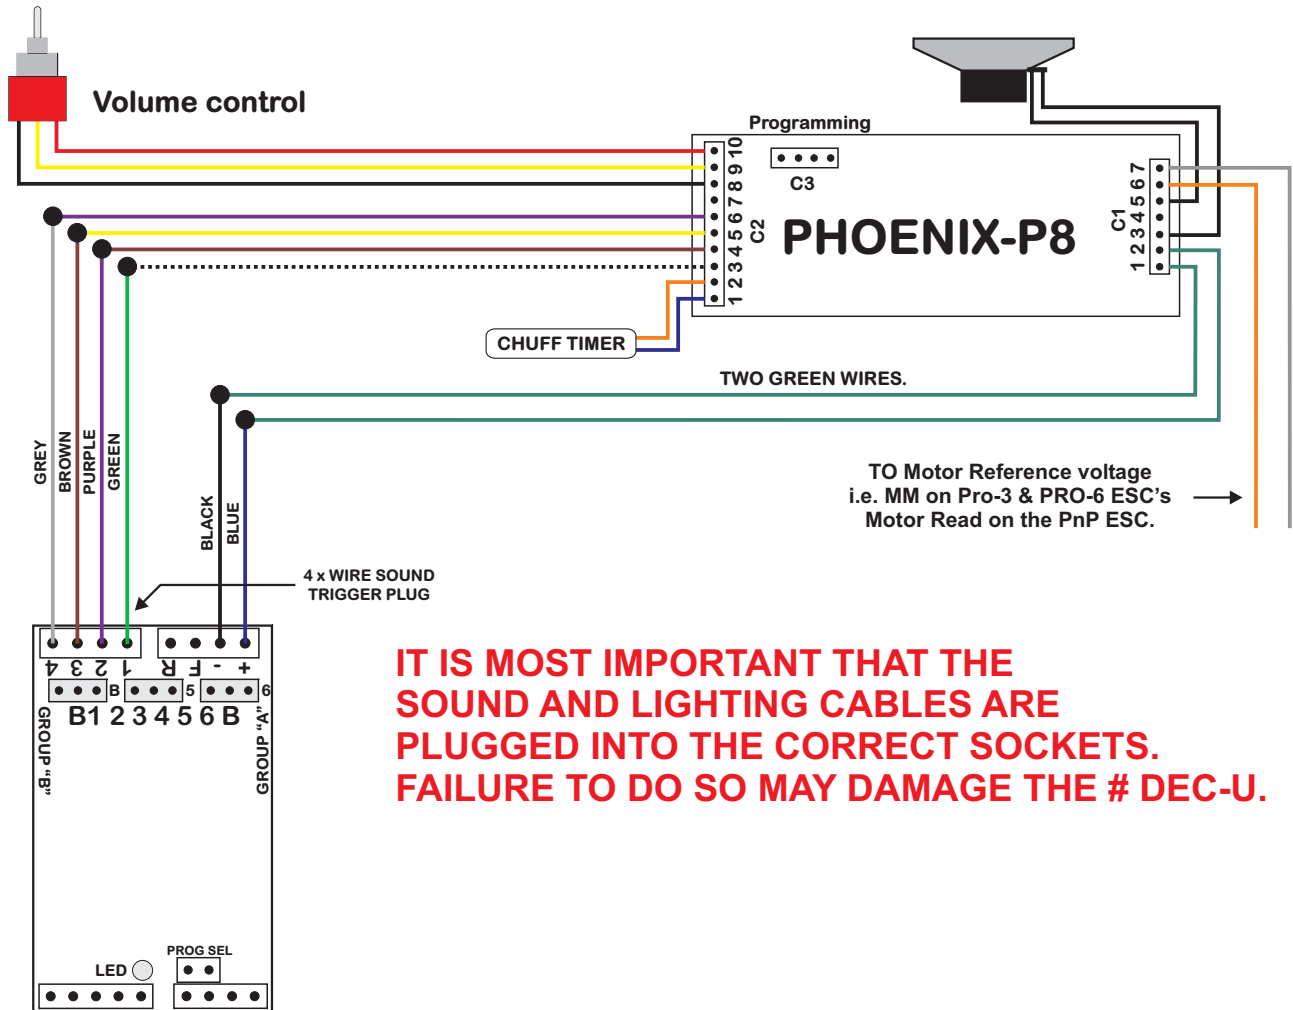 Volume control
Programming
C3
PHOENIX-P8
10
9
8
7
6
5
4
3
2
1
C2
7
6
5
4
3
2
1
C1
CHUFF TIMER
TWO GREEN WIRES.
GREY
BROWN
PURPLE
GREEN
BLACK
BLUE
TO Motor Reference voltage
i.e. MM on Pro-3 & PRO-6 ESC's
Motor Read on the PnP ESC.
4 x WIRE SOUND
TRIGGER PLUG
4 3 2 1 R F - +
B 5 6
B1 2 3 4 5 6 B
GROUP "B"
GROUP "A"
IT IS MOST IMPORTANT THAT THE
SOUND AND LIGHTING CABLES ARE
PLUGGED INTO THE CORRECT SOCKETS.
FAILURE TO DO SO MAY DAMAGE THE # DEC-U.
PROG SEL
LED